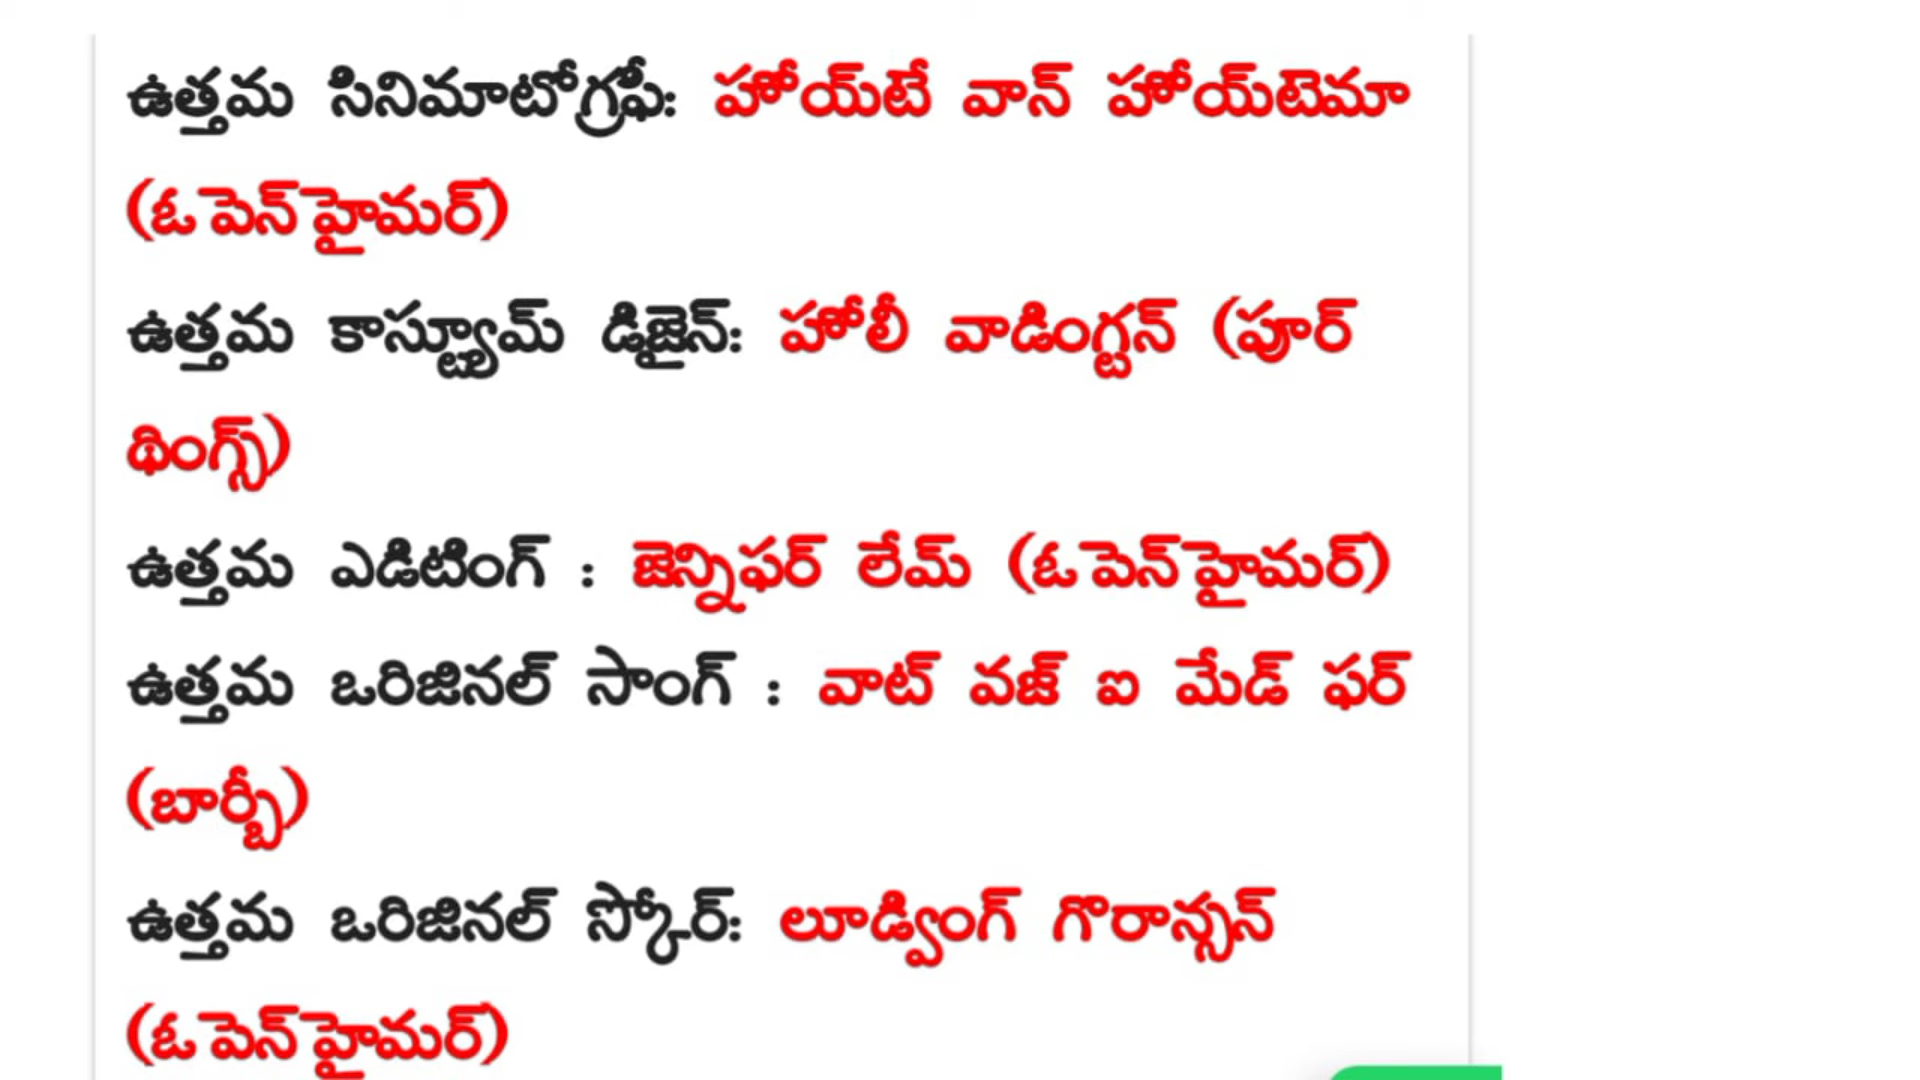 ఉత్తమ సినిమాటోగ్రఫీ: హోయ్‌టే వాన్ హోయ్‌టెమా
(ఓపెన్‌హైమర్)
ఉత్తమ కాస్ట్యూమ్ డిజైన్: హోలీ వాడింగ్టన్ (పూర్
థింగ్స్)
ఉత్తమ ఎడిటింగ్ : జెన్నిఫర్ లేమ్ (ఓపెన్‌హైమర్)
ఉత్తమ ఒరిజినల్ సాంగ్ : వాట్ వజ్ ఐ మేడ్ ఫర్
(బార్బీ)
ఉత్తమ ఒరిజినల్ స్కోర్: లూడ్వింగ్ గొరాన్సన్
(ఓపెన్‌హైమర్)